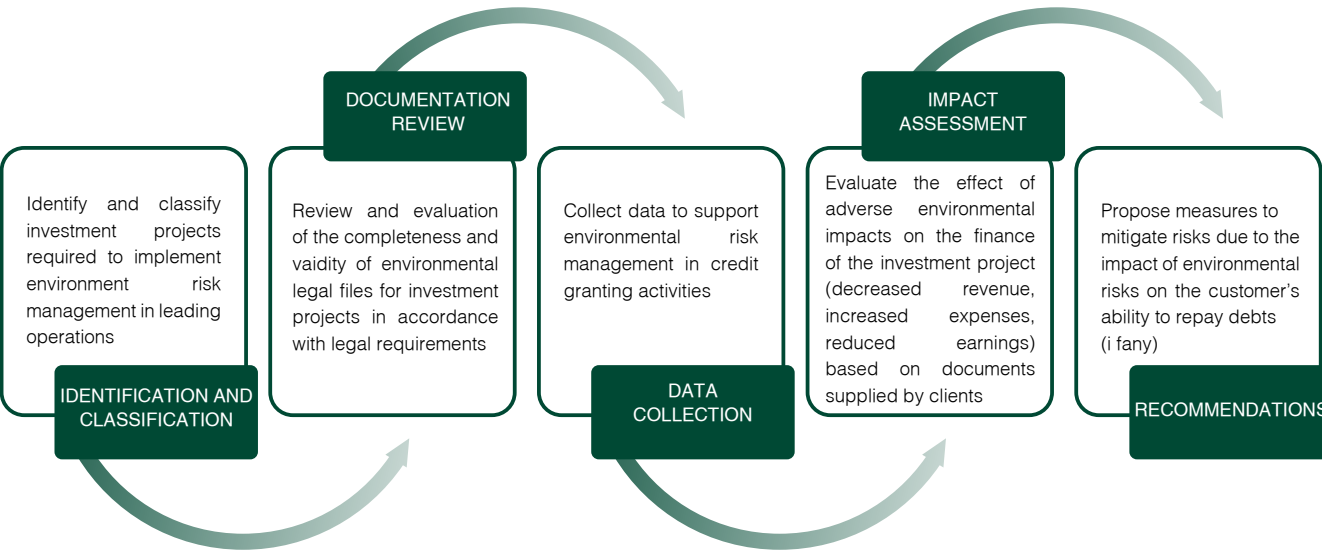 Identify and classify
investment projects
required to implement
environment risk
management in leading
operations
IDENTIFICATION AND
CLASSIFICATION
DOCUMENTATION
REVIEW
Review and evaluation
of the completeness and
vaidity of environmental
legal files for investment
projects in accordance
with legal requirements
Collect data to support
environmental risk
management in credit
granting activities
DATA
COLLECTION
IMPACT
ASSESSMENT
Evaluate the effect of
adverse environmental
impacts on the finance
of the investment project
(decreased revenue,
increased expenses,
reduced earnings)
based on documents
supplied by clients
Propose measures to
mitigate risks due to the
impact of environmental
risks on the customer's
ability to repay debts
(i fany)
RECOMMENDATIONS